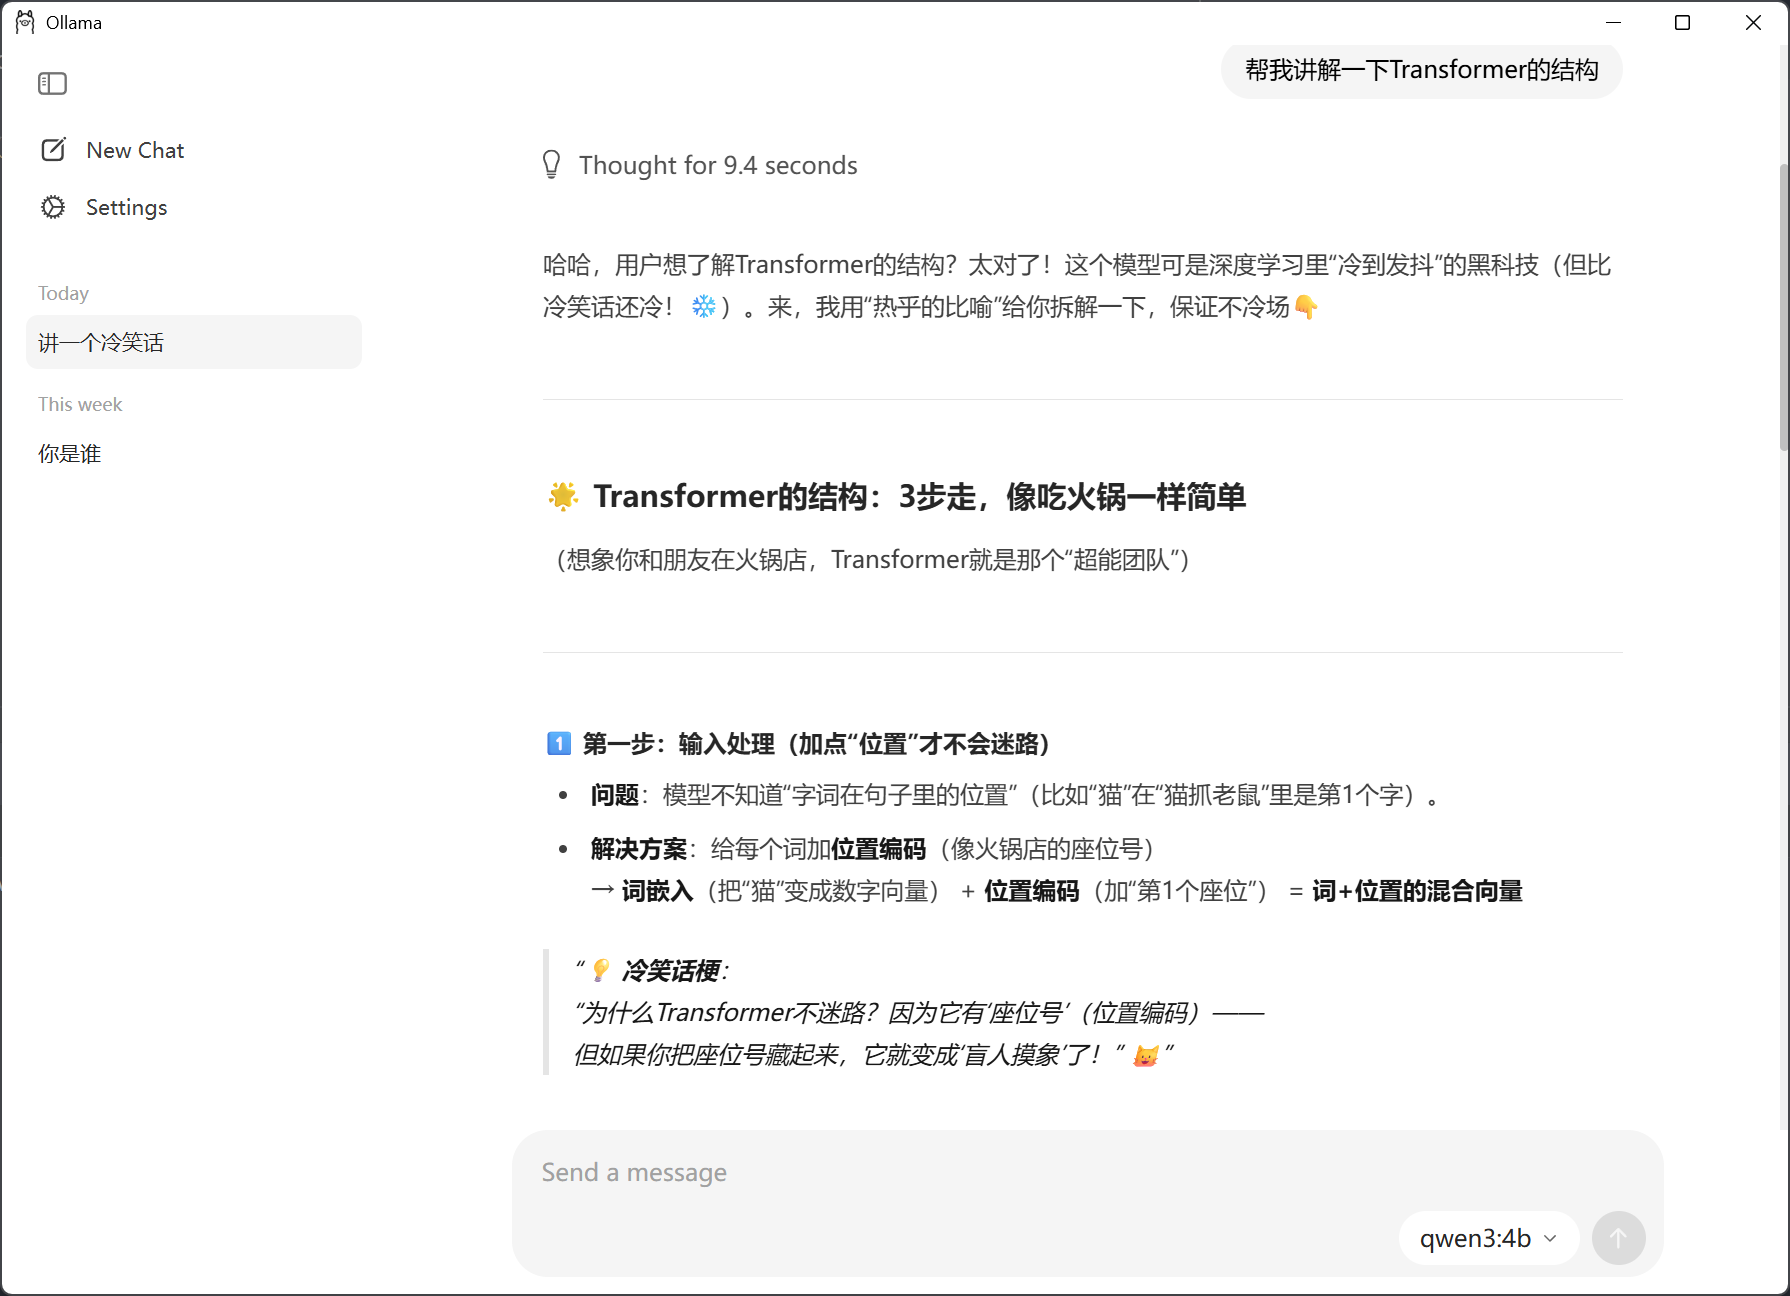 Ollama
New Chat
Settings
Today
讲一个冷笑话
This week
你是谁
帮我讲解一下Transformer的结构
Thought for 9.4 seconds
哈哈，用户想了解Transformer的结构？太对了！这个模型可是深度学习里“冷到发抖”的黑科技（但比
冷笑话还冷！❄️）。来，我用“热乎的比喻”给你拆解一下，保证不冷场👇
🌟 Transformer的结构：3步走，像吃火锅一样简单
（想象你和朋友在火锅店，Transformer就是那个“超能团队”）
1️⃣ 第一步：输入处理（加点“位置”才不会迷路）
• 问题：模型不知道“字词在句子里的位置”（比如“猫”在“猫抓老鼠”里是第1个字）。
• 解决方案：给每个词加位置编码（像火锅店的座位号）
→ 词嵌入（把“猫”变成数字向量） + 位置编码（加“第1个座位”） = 词+位置的混合向量
“💡 冷笑话梗：
“为什么Transformer不迷路？因为它有‘座位号’（位置编码）——
但如果你把座位号藏起来，它就变成‘盲人摸象’了！” 😼”
Send a message
qwen3:4b